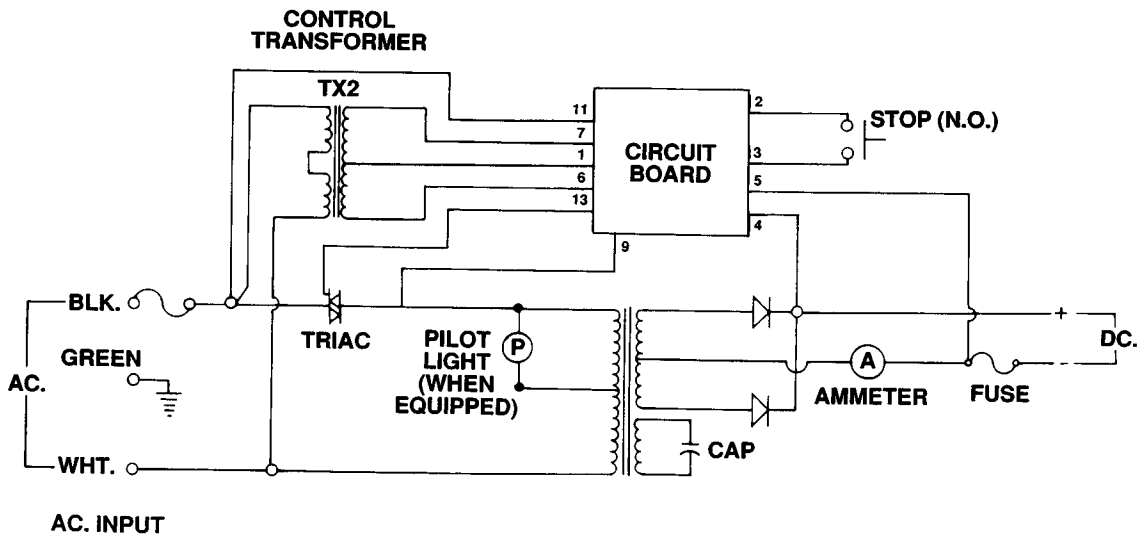 CONTROL
TRANSFORMER
TX2
11
7
1
6
13
9
2
3
5
4
CIRCUIT
BOARD
STOP (N.O.)
BLK.
GREEN
AC.
WHT.
AC. INPUT
TRIAC
PILOT
LIGHT
(WHEN
EQUIPPED)
P
CAP
A
AMMETER
FUSE
+
DC.
-